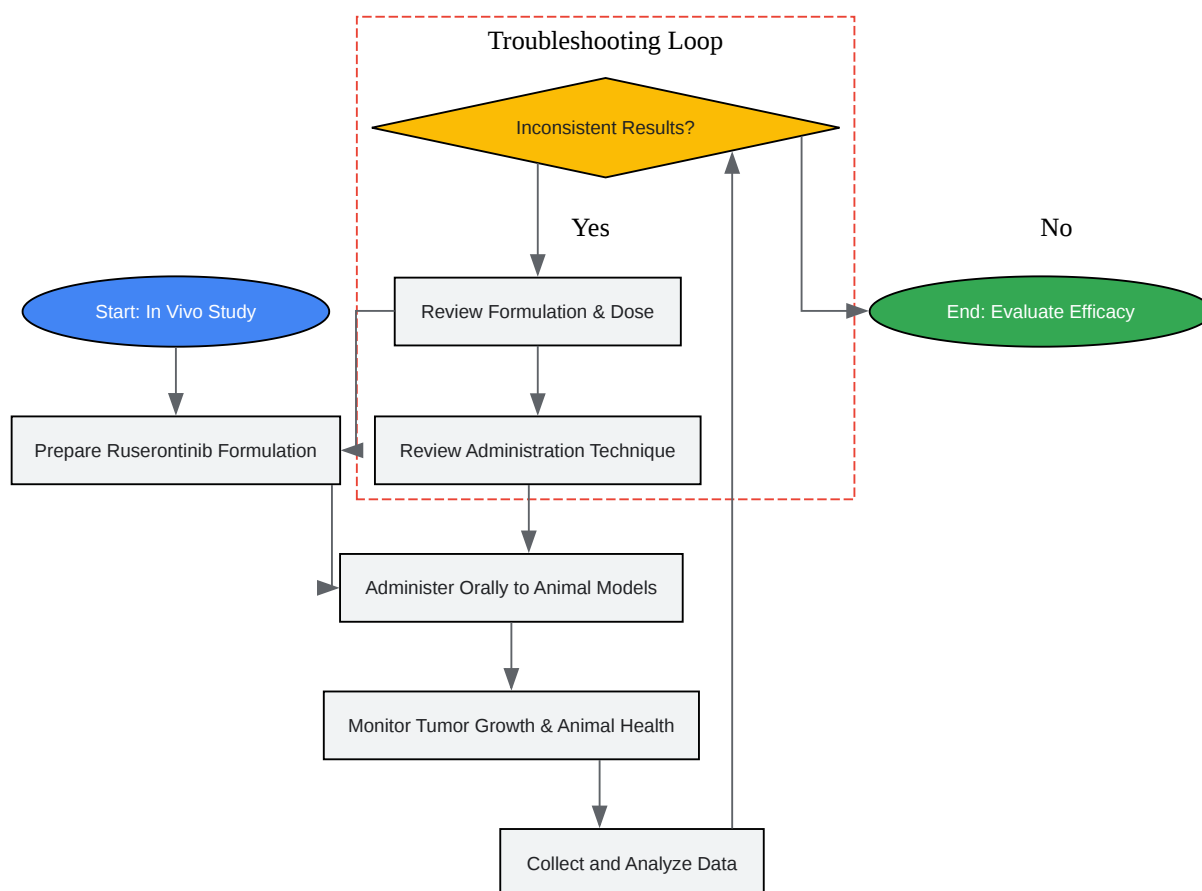 Troubleshooting Loop
Inconsistent Results?
Yes
No
Start: In Vivo Study
Review Formulation & Dose
End: Evaluate Efficacy
Prepare Ruserontinib Formulation
Review Administration Technique
Administer Orally to Animal Models
Monitor Tumor Growth & Animal Health
Collect and Analyze Data